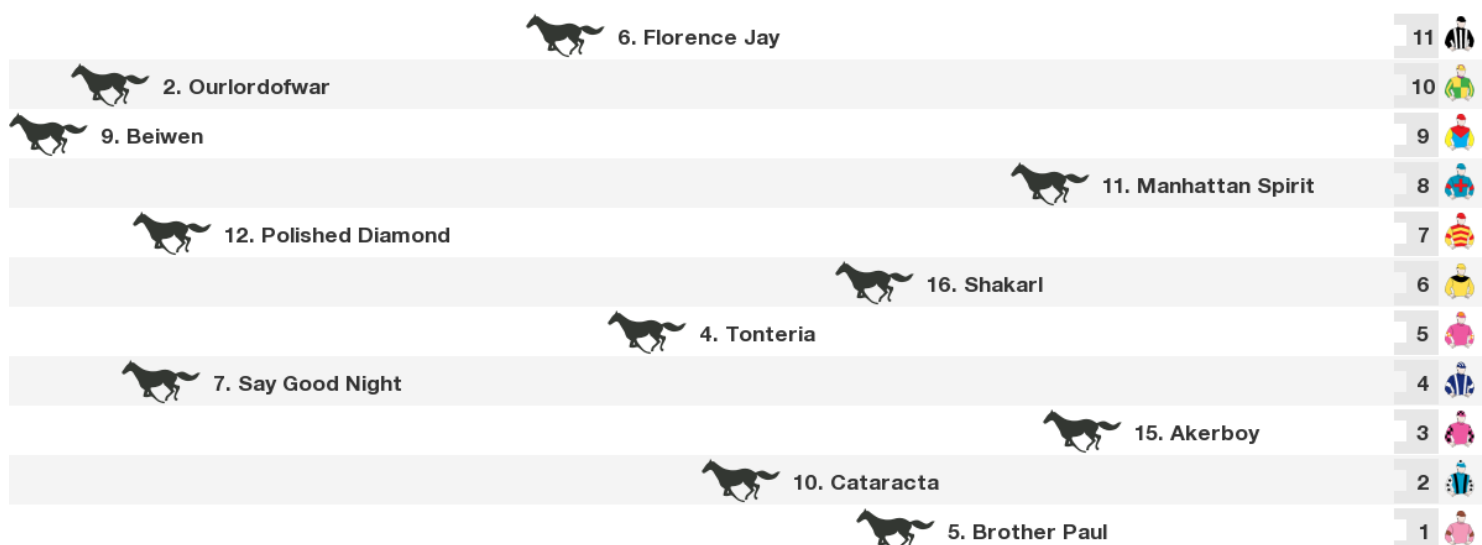 6. Florence Jay 11
2. Ourlordofwar 10
9. Beiwen 9
11. Manhattan Spirit 8
12. Polished Diamond 7
16. Shakarl 6
4. Tonteria 5
7. Say Good Night 4
15. Akerboy 3
10. Cataracta 2
5. Brother Paul 1